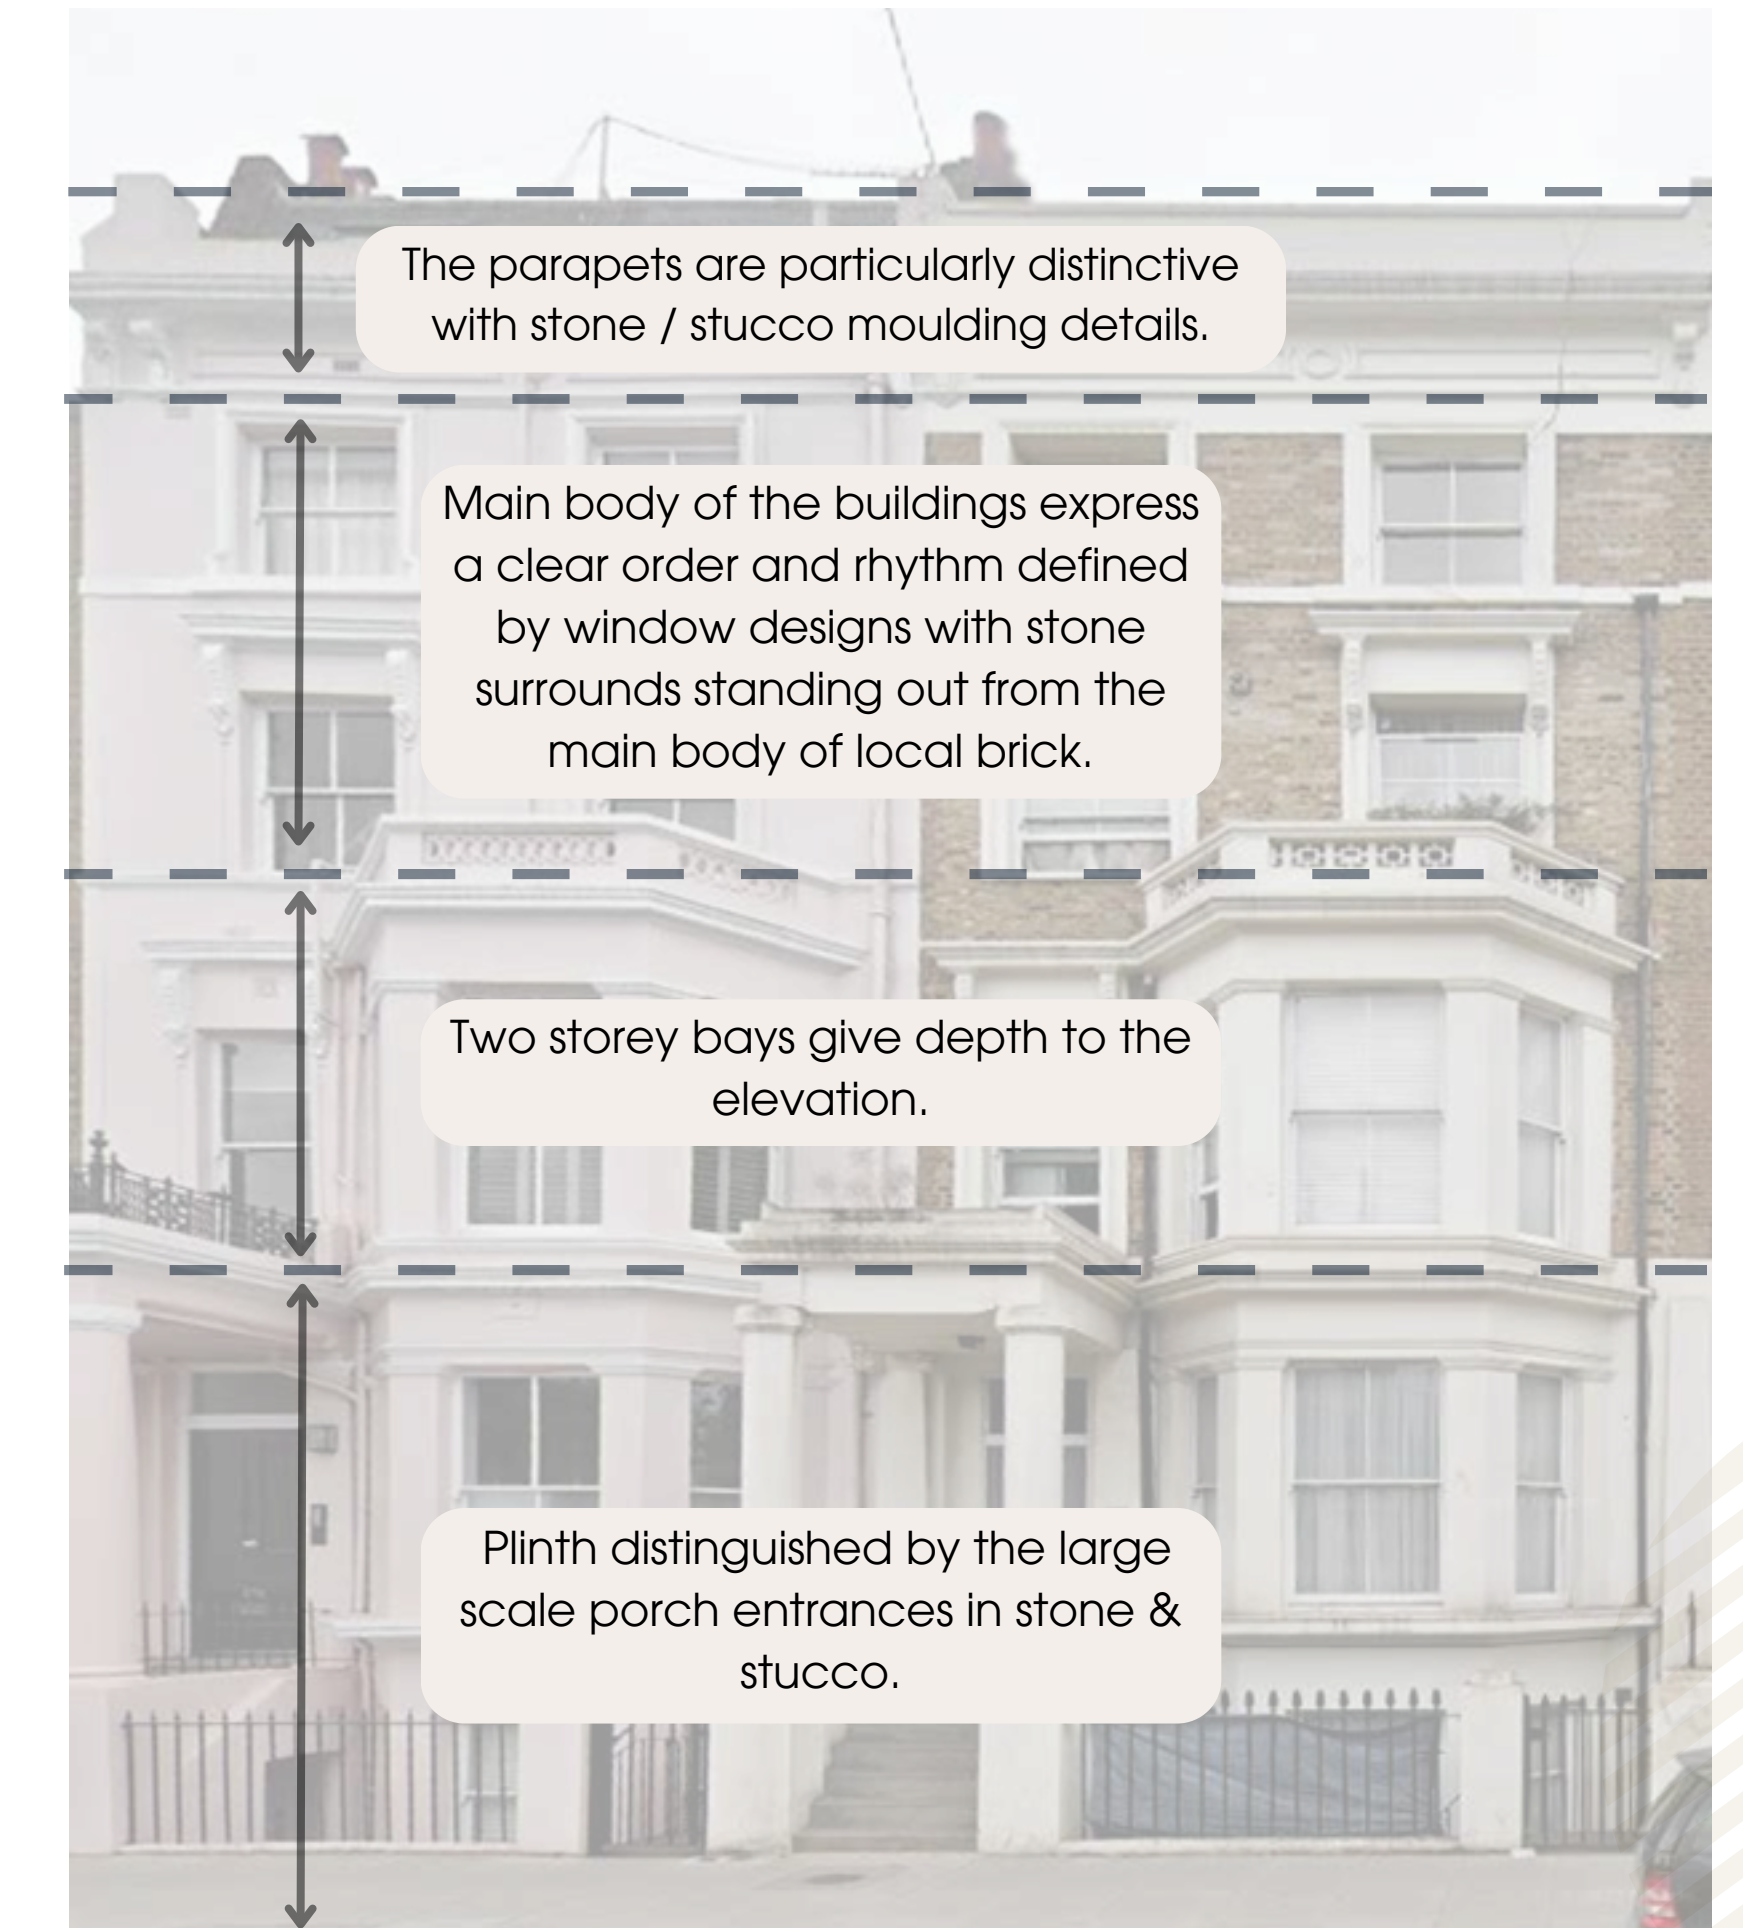 The parapets are particularly distinctive
with stone / stucco moulding details.
Main body of the buildings express
a clear order and rhythm defined
by window designs with stone
surrounds standing out from the
main body of local brick.
Two storey bays give depth to the
elevation.
Plinth distinguished by the large
scale porch entrances in stone &
stucco.